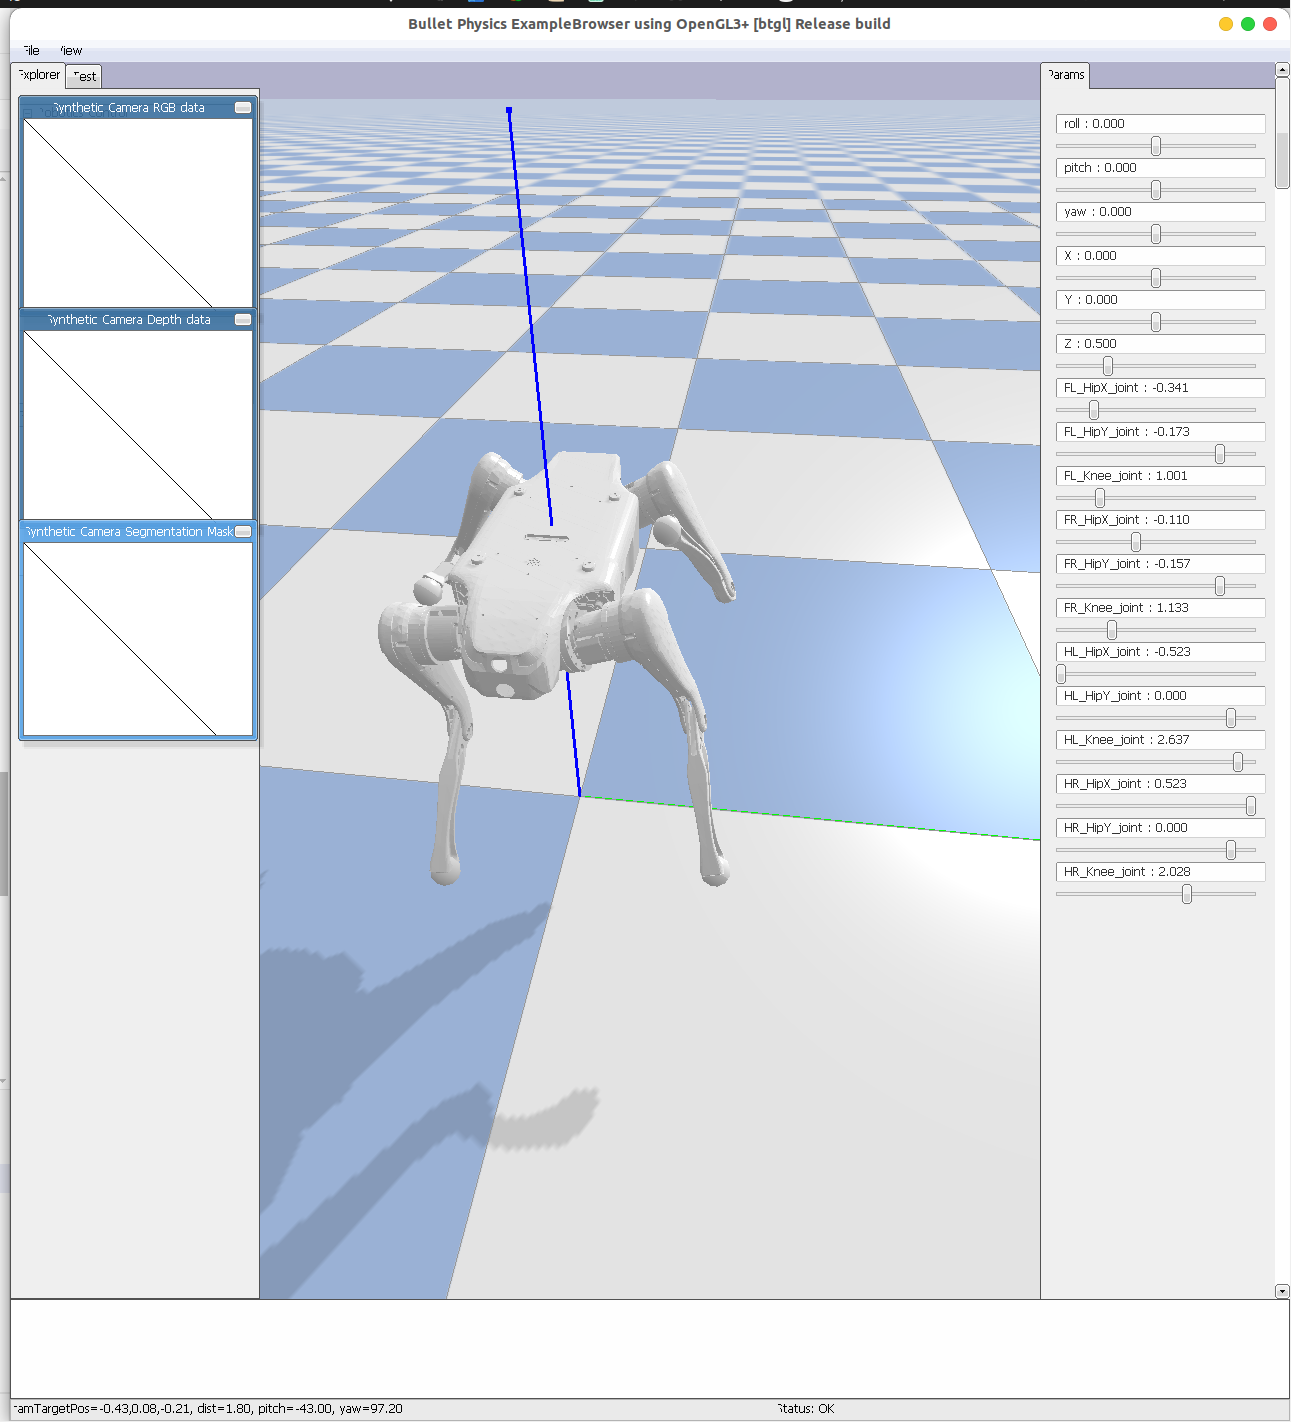 Bullet Physics ExampleBrowser using OpenGL3+ [btgl] Release build
File View
Explorer Test
Params
Synthetic Camera RGB data
Synthetic Camera Depth data
Synthetic Camera Segmentation Mask
roll : 0.000
pitch : 0.000
yaw : 0.000
X : 0.000
Y : 0.000
Z : 0.500
FL_HipX_joint : -0.341
FL_HipY_joint : -0.173
FL_Knee_joint : 1.001
FR_HipX_joint : -0.110
FR_HipY_joint : -0.157
FR_Knee_joint : 1.133
HL_HipX_joint : -0.523
HL_HipY_joint : 0.000
HL_Knee_joint : 2.637
HR_HipX_joint : 0.523
HR_HipY_joint : 0.000
HR_Knee_joint : 2.028
amTargetPos=-0.43,0.08,-0.21, dist=1.80, pitch=-43.00, yaw=97.20
Status: OK